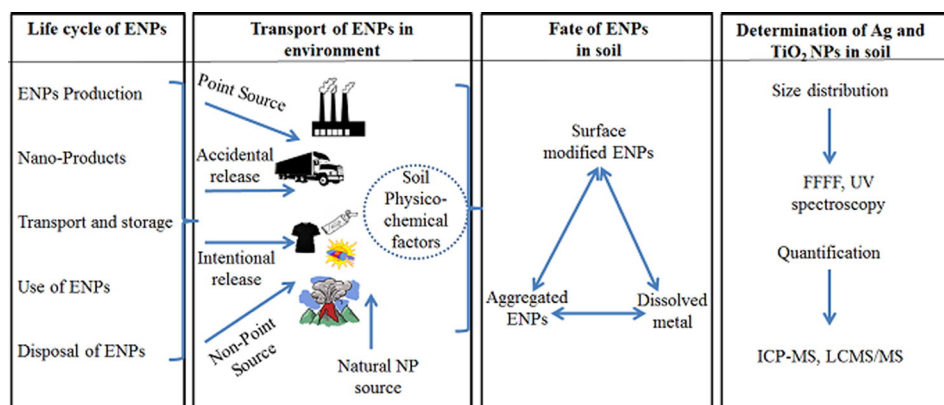 Life cycle of ENPs
ENPs Production
Nano-Products
Transport and storage
Use of ENPs
Disposal of ENPs
Transport of ENPs in
environment
Point Source
Accidental
release
Intentional
release
Non-Point
Source
Natural NP
source
Soil
Physico-
chemical
factors
Fate of ENPs
in soil
Surface
modified ENPs
Aggregated
ENPs
Dissolved
metal
Determination of Ag and
TiO₂ NPs in soil
Size distribution
FFFF, UV
spectroscopy
Quantification
ICP-MS, LCMS/MS